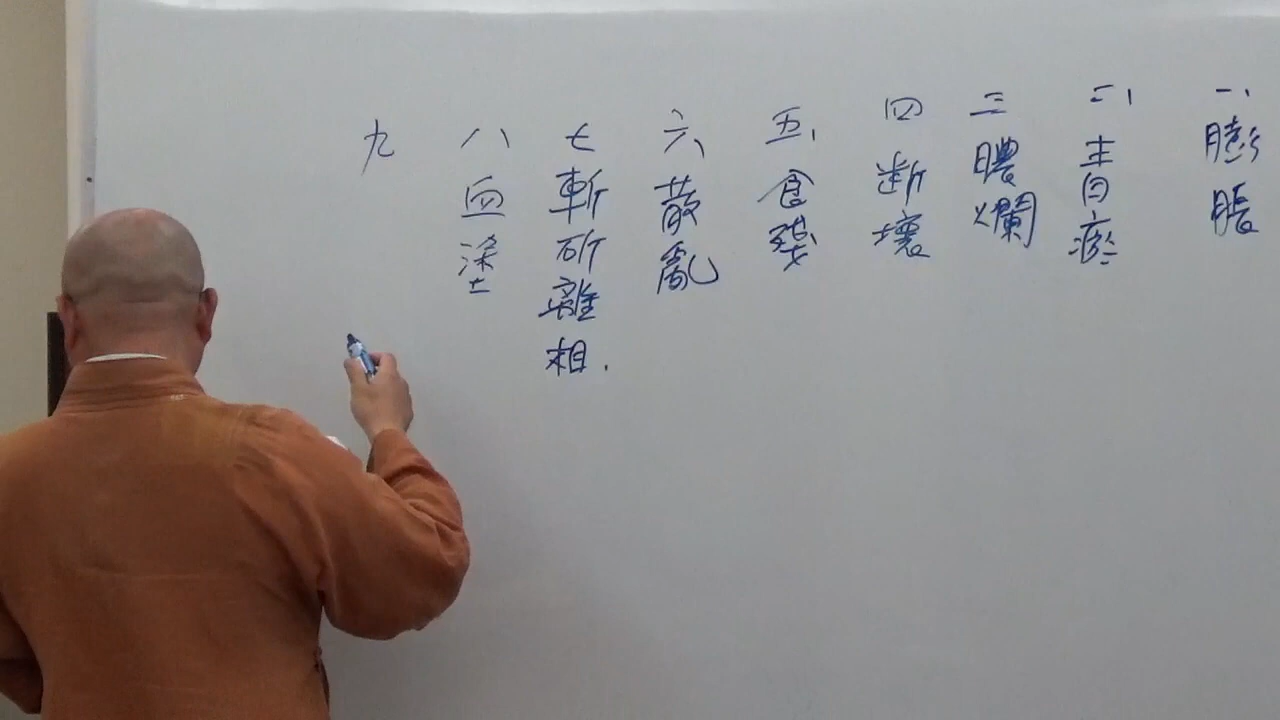 一、膨脹
二、青瘀
三膿爛
四断壞
五、食殘
六、散亂
七斬斫離相.
八血塗
九